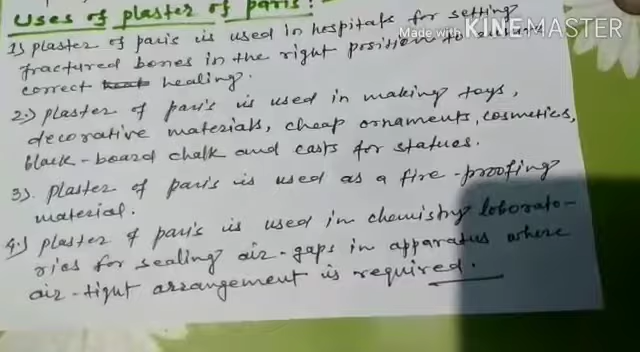 Uses of plaster of paris:
Made with KINEMASTER
1) plaster of paris is used in hospitals for setting
fractured bones in the right position to
correct healing.
2.) plaster of paris is used in making toys,
decorative materials, cheap ornaments, cosmetics,
black-board chalk and casts for statues.
3). plaster of paris is used as a fire-proofing
material.
4.) plaster of paris is used in chemistry loborato-
ries for sealing air-gaps in apparatus where
air-tight arrangement is required.